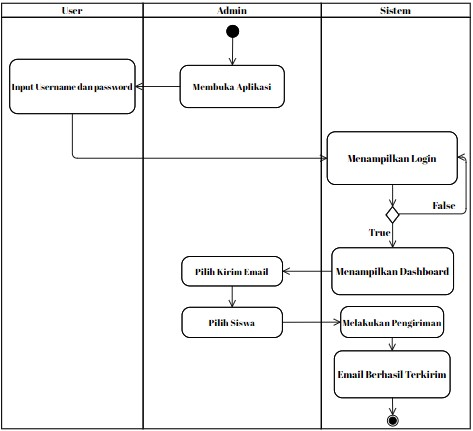 User
Admin
Sistem
Input Username dan password
Membuka Aplikasi
Menampilkan Login
False
True
Pilih Kirim Email
Menampilkan Dashboard
Pilih Siswa
Melakukan Pengiriman
Email Berhasil Terkirim